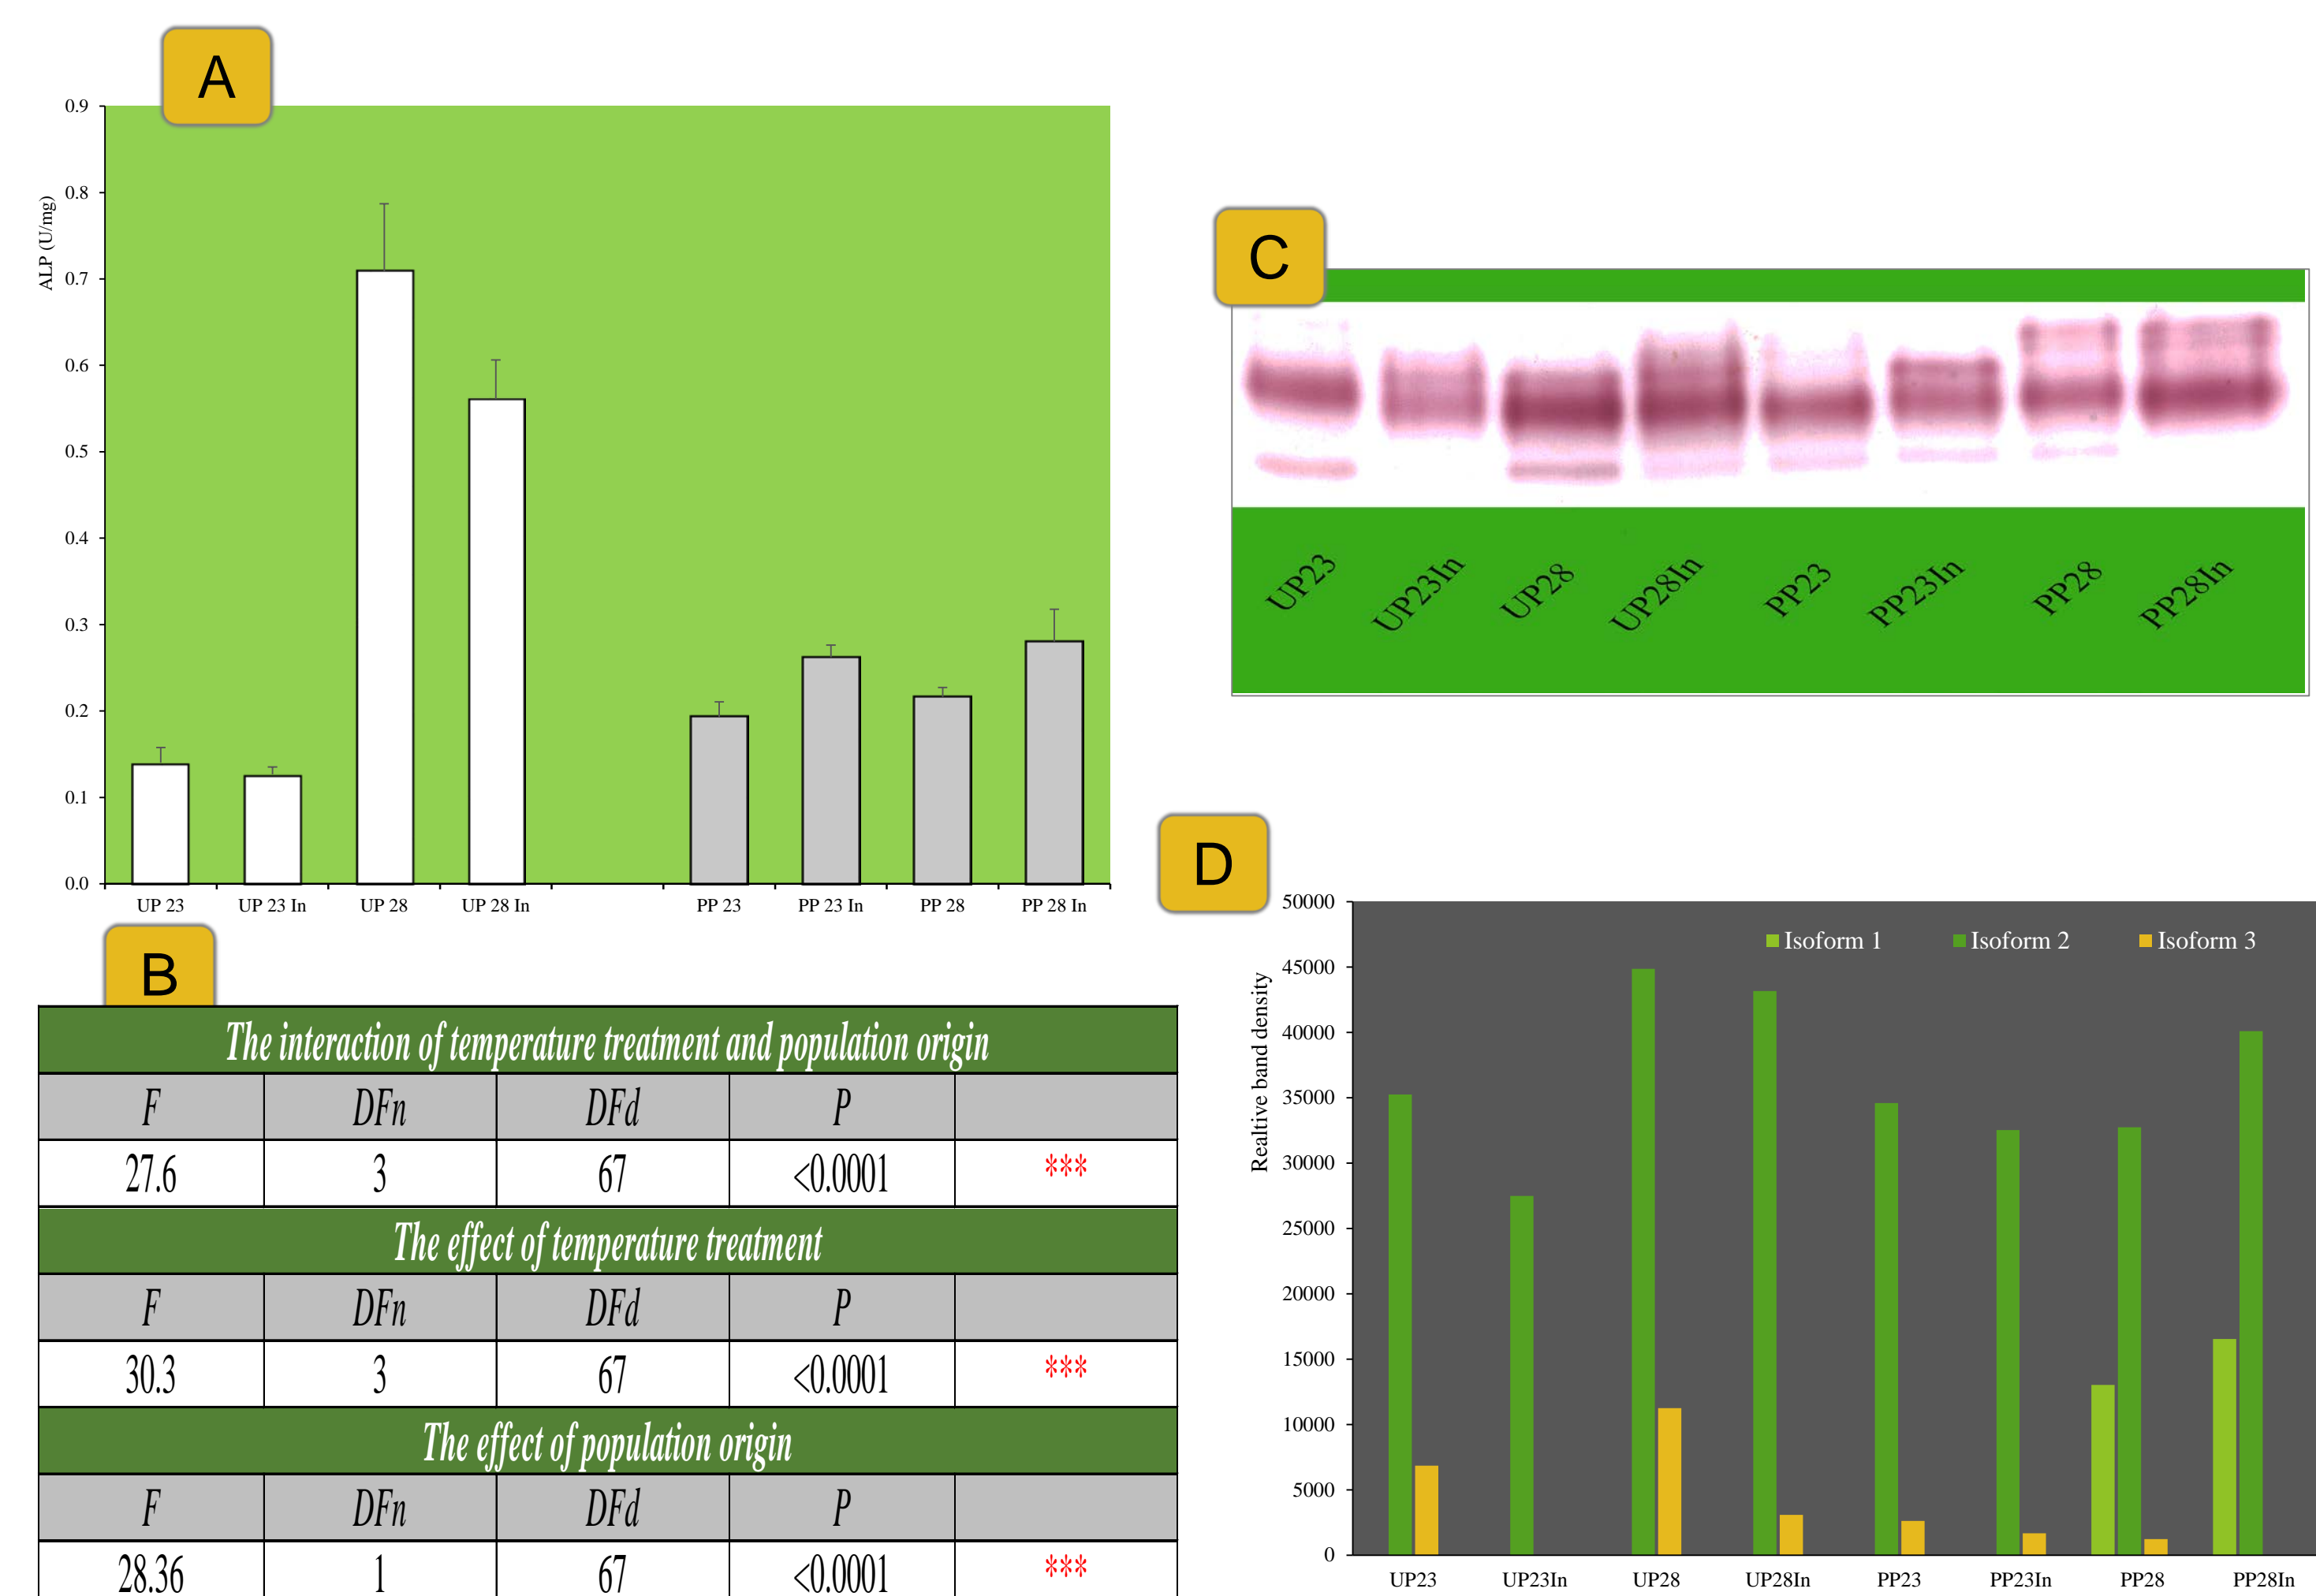 A
0.9
0.8
0.7
0.6
0.5
0.4
0.3
0.2
0.1
0.0
ALP (U/mg)
UP 23 UP 23 In UP 28 UP 28 In PP 23 PP 23 In PP 28 PP 28 In
B
The interaction of temperature treatment and population origin
F DFn DFd P
27.6 3 67 <0.0001 ***
The effect of temperature treatment
F DFn DFd P
30.3 3 67 <0.0001 ***
The effect of population origin
F DFn DFd P
28.36 1 67 <0.0001 ***
C
UP23 UP23In UP28 UP28In PP23 PP23In PP28 PP28In
D
50000
45000
40000
35000
30000
25000
20000
15000
10000
5000
0
Realtive band density
Isoform 1 Isoform 2 Isoform 3
UP23 UP23In UP28 UP28In PP23 PP23In PP28 PP28In